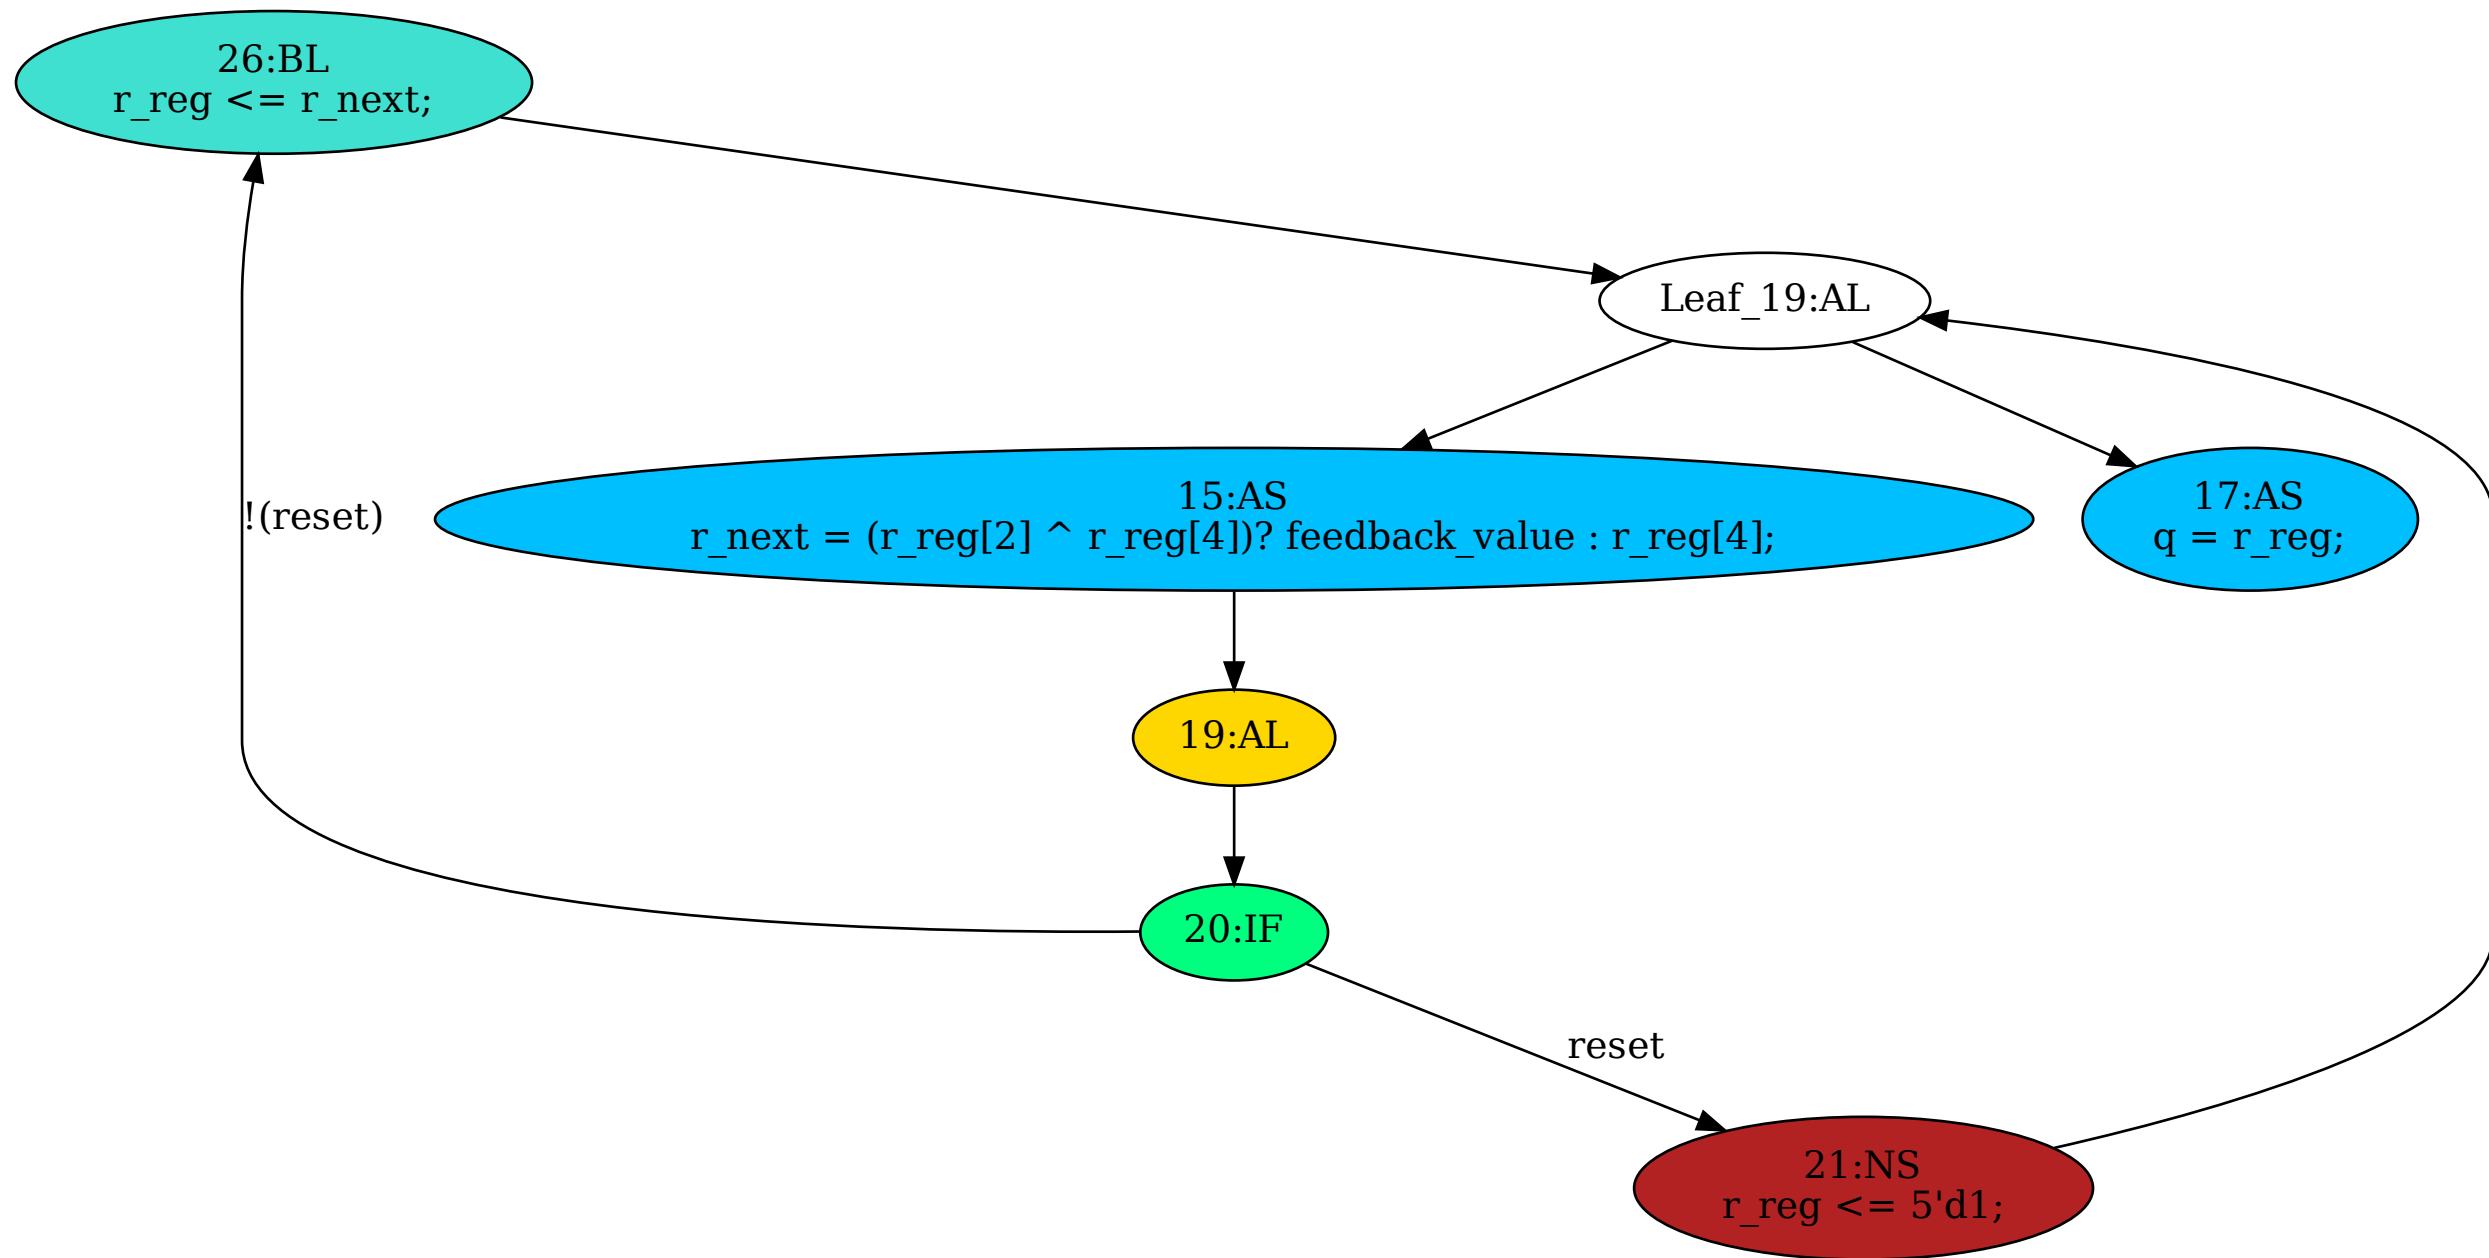 26:BL
r_reg <= r_next;
Leaf_19:AL
!(reset)
15:AS
r_next = (r_reg[2] ^ r_reg[4])? feedback_value : r_reg[4];
17:AS
q = r_reg;
19:AL
20:IF
reset
21:NS
r_reg <= 5'd1;